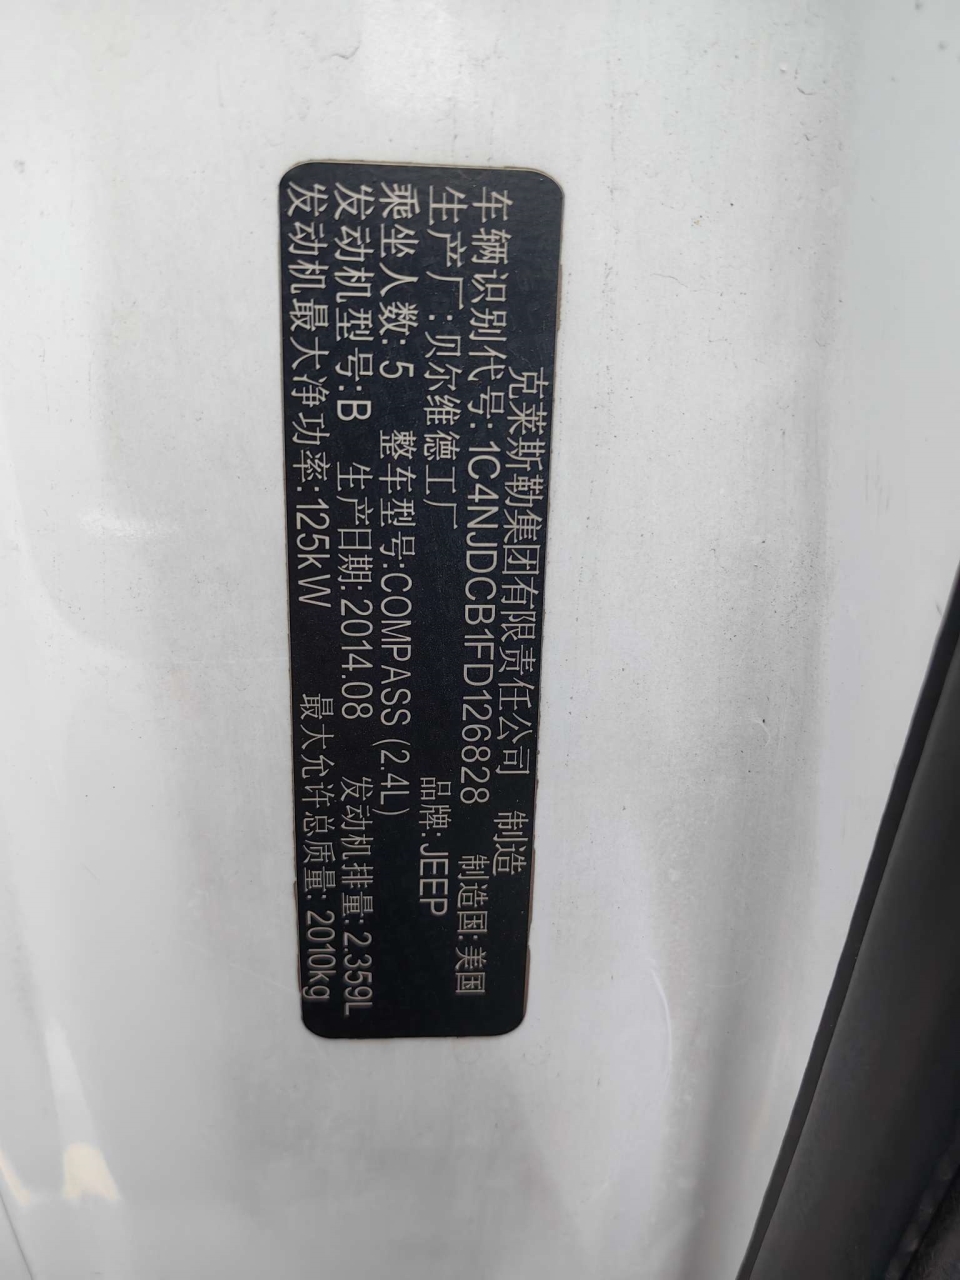 克莱斯勒集团有限责任公司 制造
车辆识别代号: 1C4NJDCB1FD126828 制造国: 美国
生产厂: 贝尔维德工厂 品牌: JEEP
乘坐人数: 5 整车型号: COMPASS (2.4L)
发动机型号: B 生产日期: 2014.08 发动机排量: 2.359L
发动机最大净功率: 125kW 最大允许总质量: 2010kg